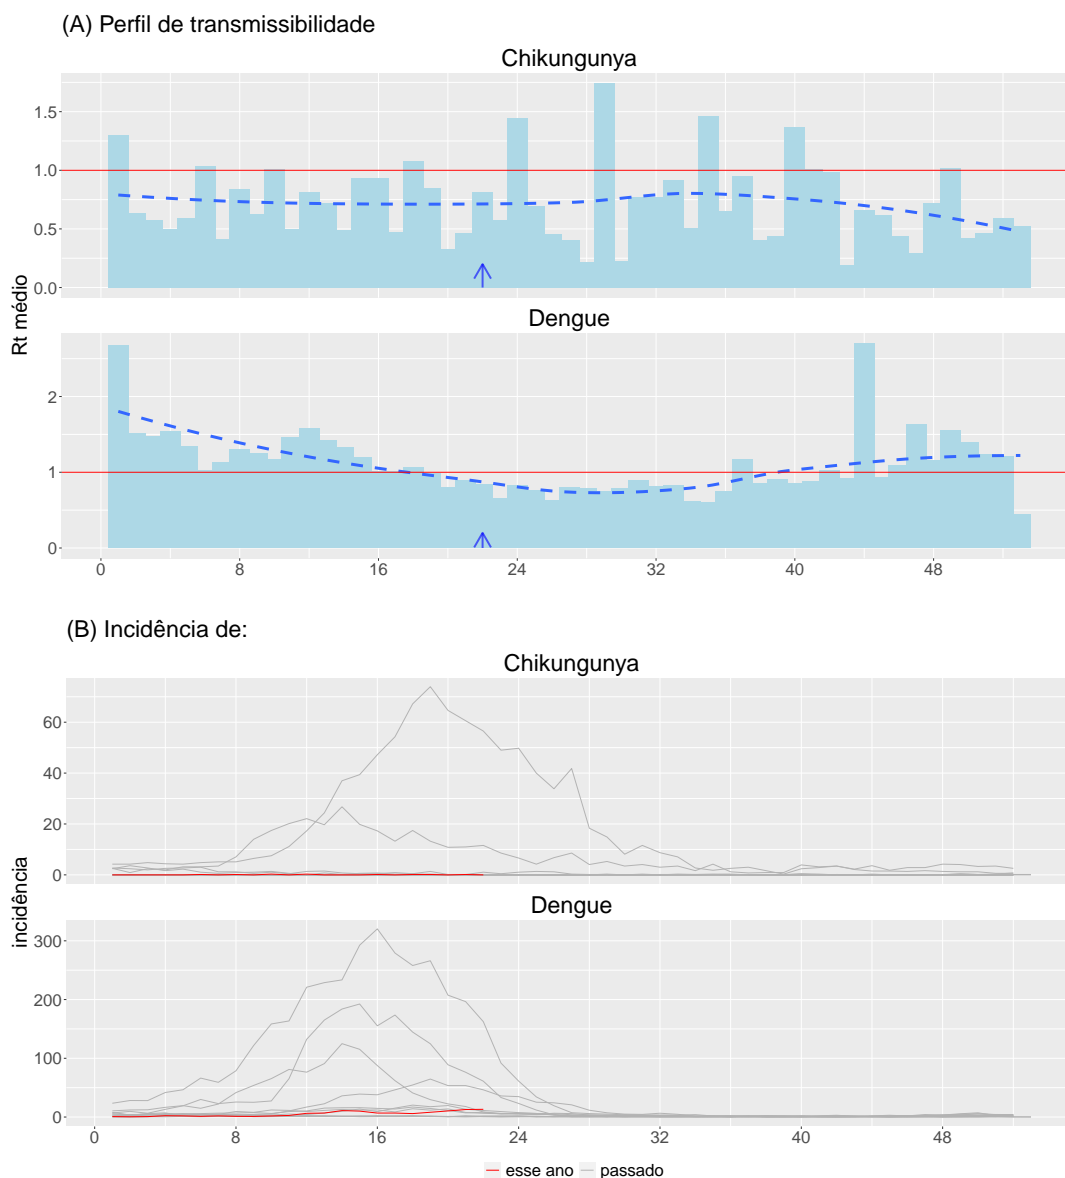 (A) Perfil de transmissibilidade
Chikungunya
1.5
1.0
0.5
0.0
Rt médio
Dengue
2
1
0
0 8 16 24 32 40 48
(B) Incidência de:
Chikungunya
60
40
20
0
incidência
Dengue
300
200
100
0
0 8 16 24 32 40 48
esse ano passado